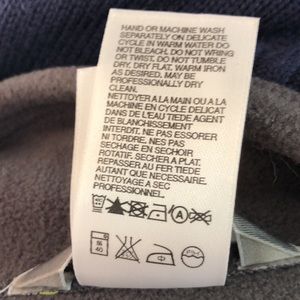 HAND OR MACHINE WASH
SEPARATELY ON DELICATE
CYCLE IN WARM WATER DO
NOT BLEACH. DO NOT WRING
OR TWIST. DO NOT TUMBLE
DRY. DRY FLAT. WARM IRON
AS DESIRED. MAY BE
PROFESSIONALLY DRY
CLEAN.
NETTOYER À LA MAIN OU A LA
MACHINE EN CYCLE DELICAT
DANS DE L'EAU TIEDE AGENT
DE BLANCHISSEMENT
INTERDIT. NE PAS ESSORER
NI TORDRE. NES PAS
SECHAGE EN SECHOIR
ROTATIF. SECHER A PLAT.
REPASSER AU FER TIEDE
AUTANT QUE NECESSAIRE.
NETTOYAGE A SEC
PROFESSIONNEL.
A
40